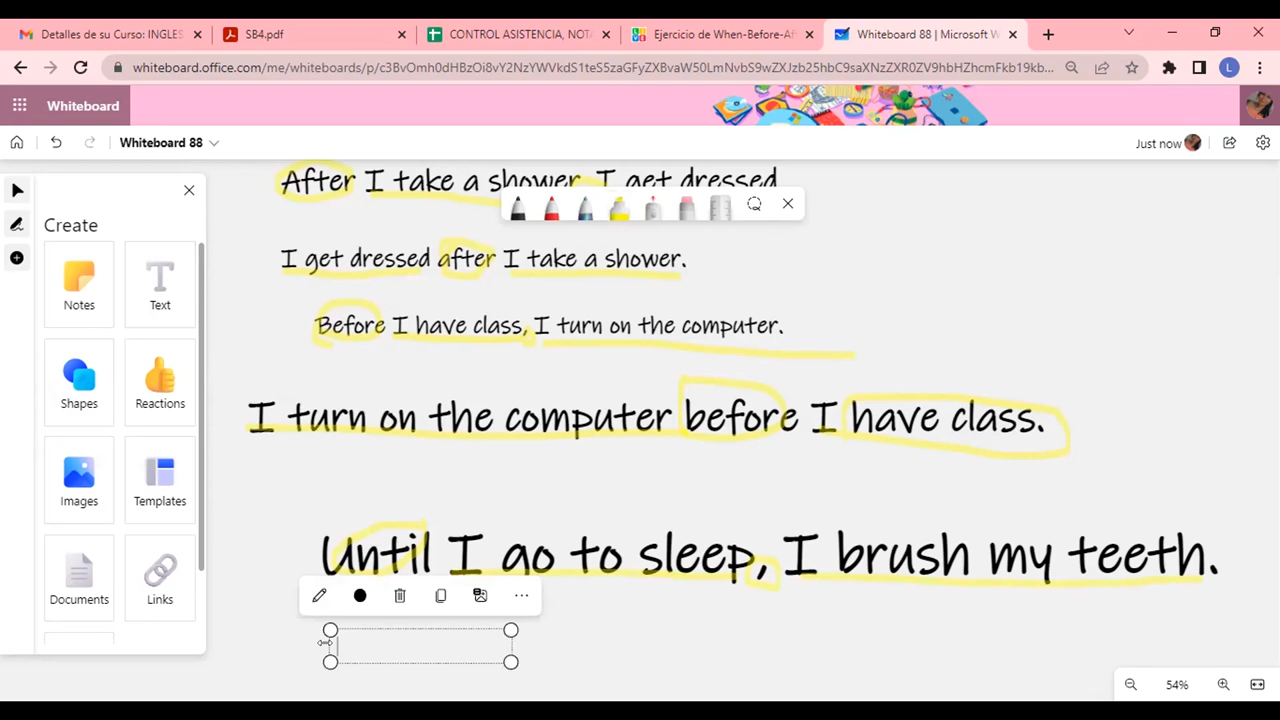 Detalles de su Curso: INGLES
SB4.pdf
CONTROL ASISTENCIA, NOT
Ejercicio de When-Before-Af
Whiteboard 88 | Microsoft W
whiteboard.office.com/me/whiteboards/p/c3BvOmh0dHBzOi8vY2NzYWVkdS1teS5zaGFyZXBvaW50LmNvbS9wZXJzb25hbC9saXNzZXR0ZV9hbHZhcmFkb19kb...
L
Whiteboard
Whiteboard 88
Just now
After I take a shower, I get dressed
Create
I get dressed after I take a shower.
Notes
Text
Before I have class, I turn on the computer.
Shapes
Reactions
I turn on the computer before I have class.
Images
Templates
Until I go to sleep, I brush my teeth.
Documents
Links
54%